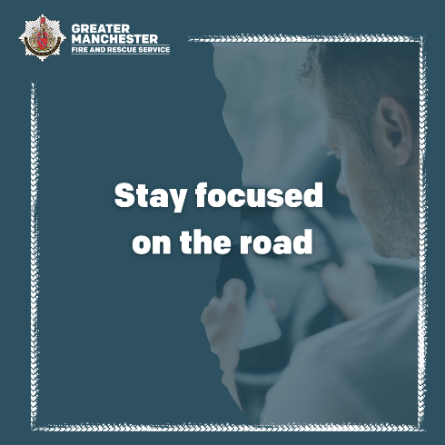 GREATER
MANCHESTER
FIRE AND RESCUE SERVICE
Stay focused
on the road